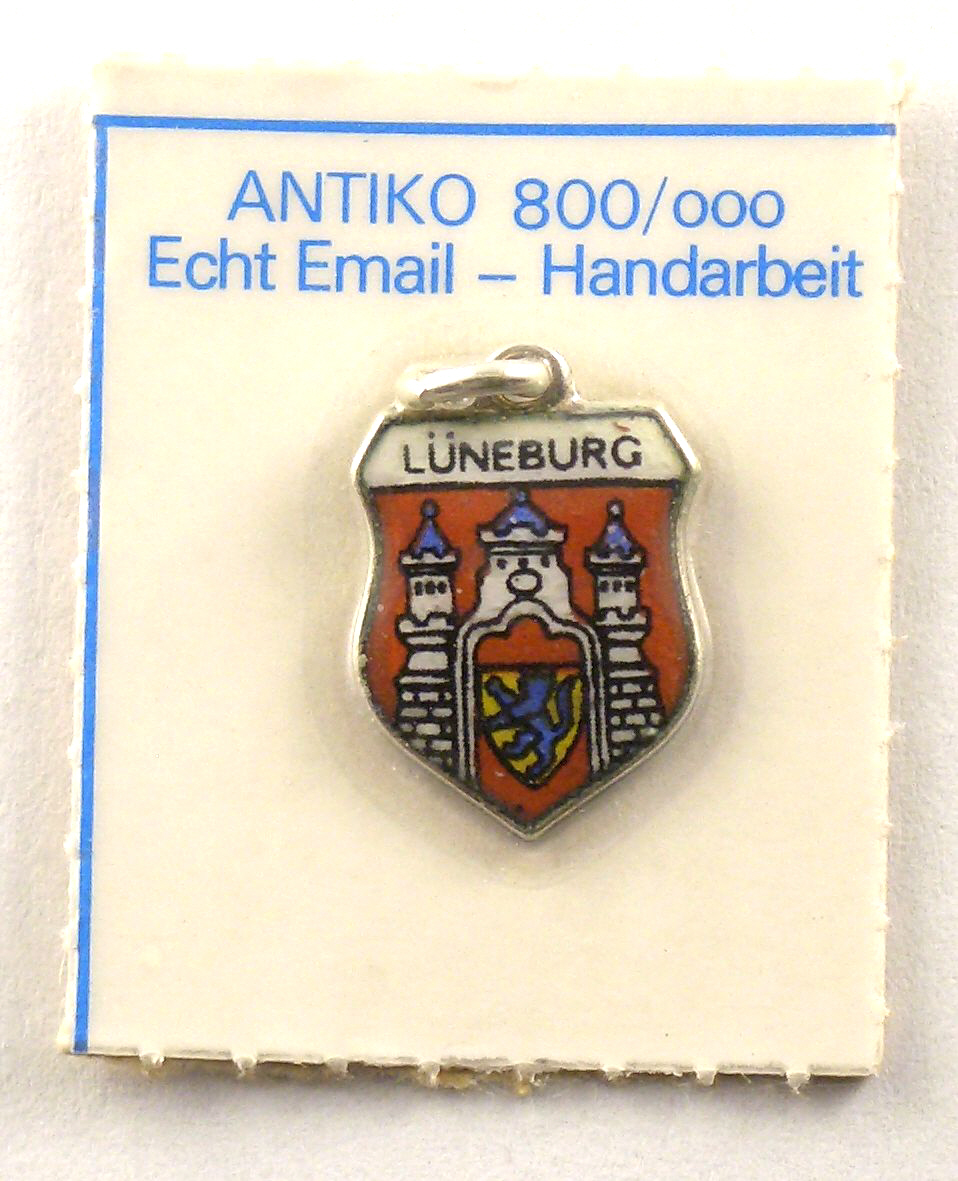 ANTIKO 800/ooo
Echt Email – Handarbeit
LÜNEBURG